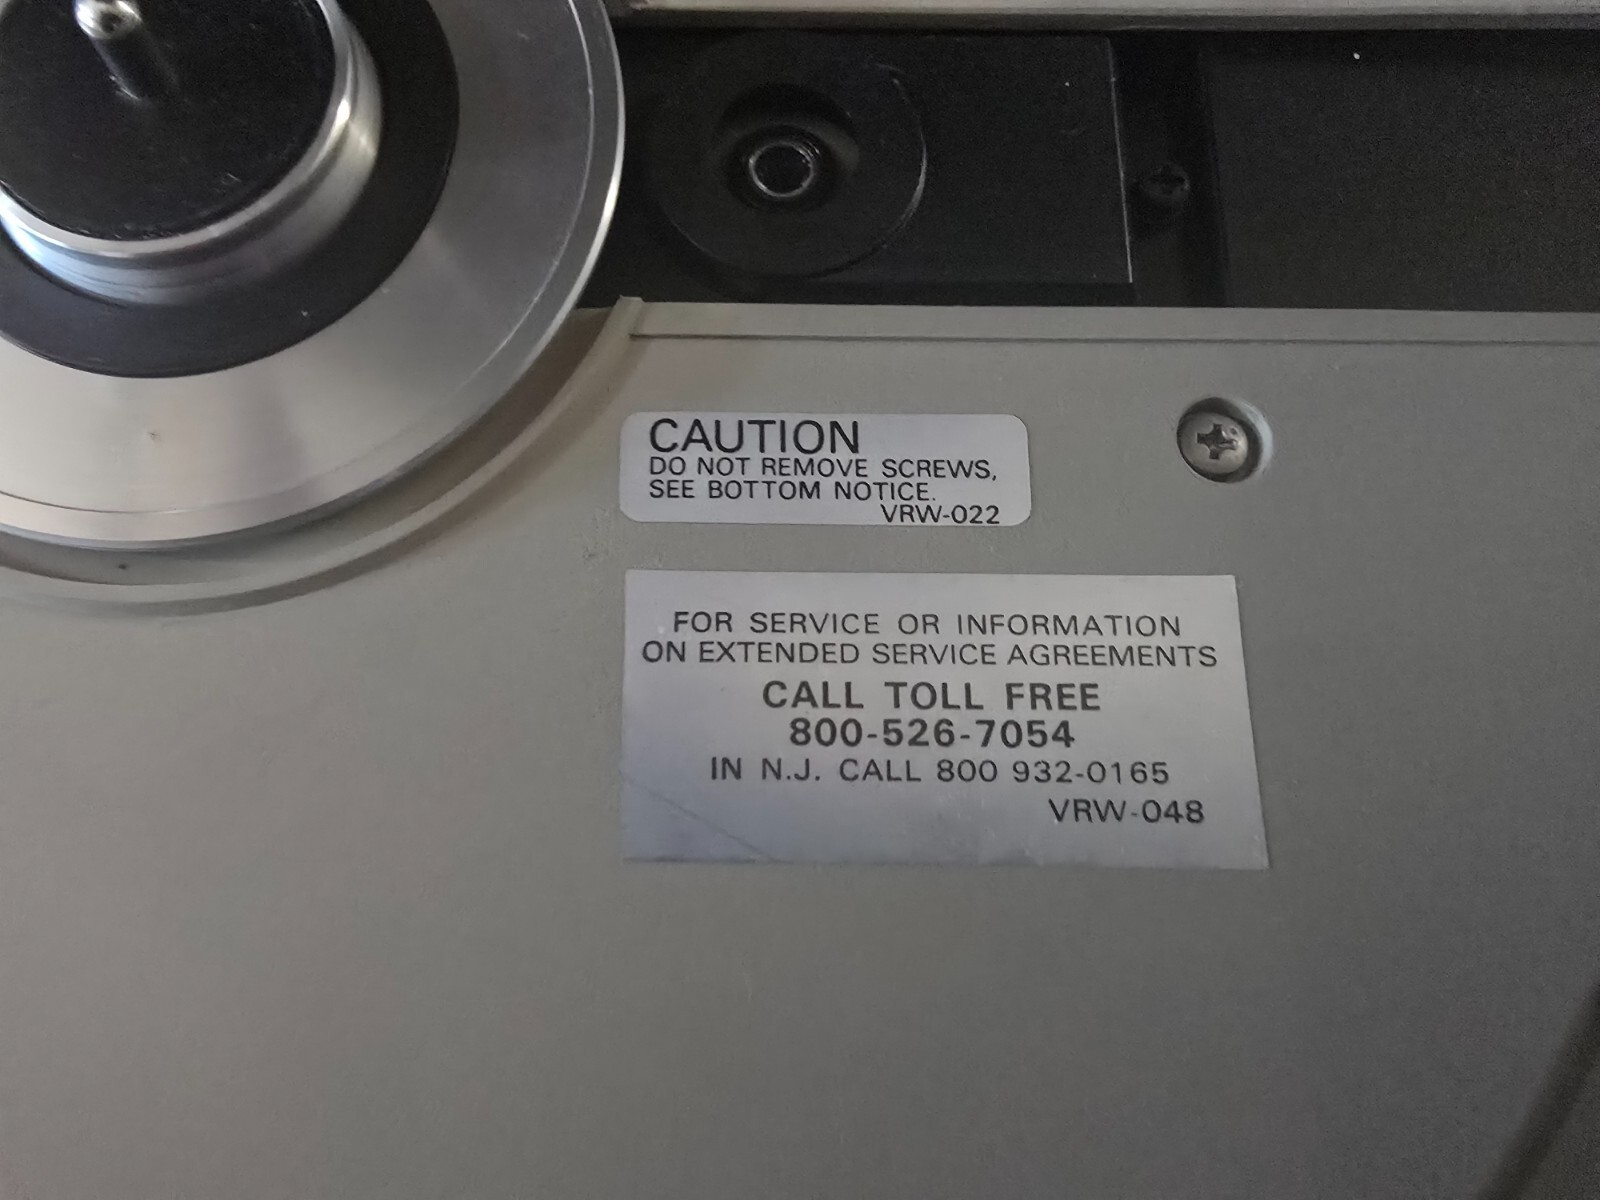 CAUTION
DO NOT REMOVE SCREWS,
SEE BOTTOM NOTICE.
VRW-022
FOR SERVICE OR INFORMATION
ON EXTENDED SERVICE AGREEMENTS
CALL TOLL FREE
800-526-7054
IN N.J. CALL 800 932-0165
VRW-048